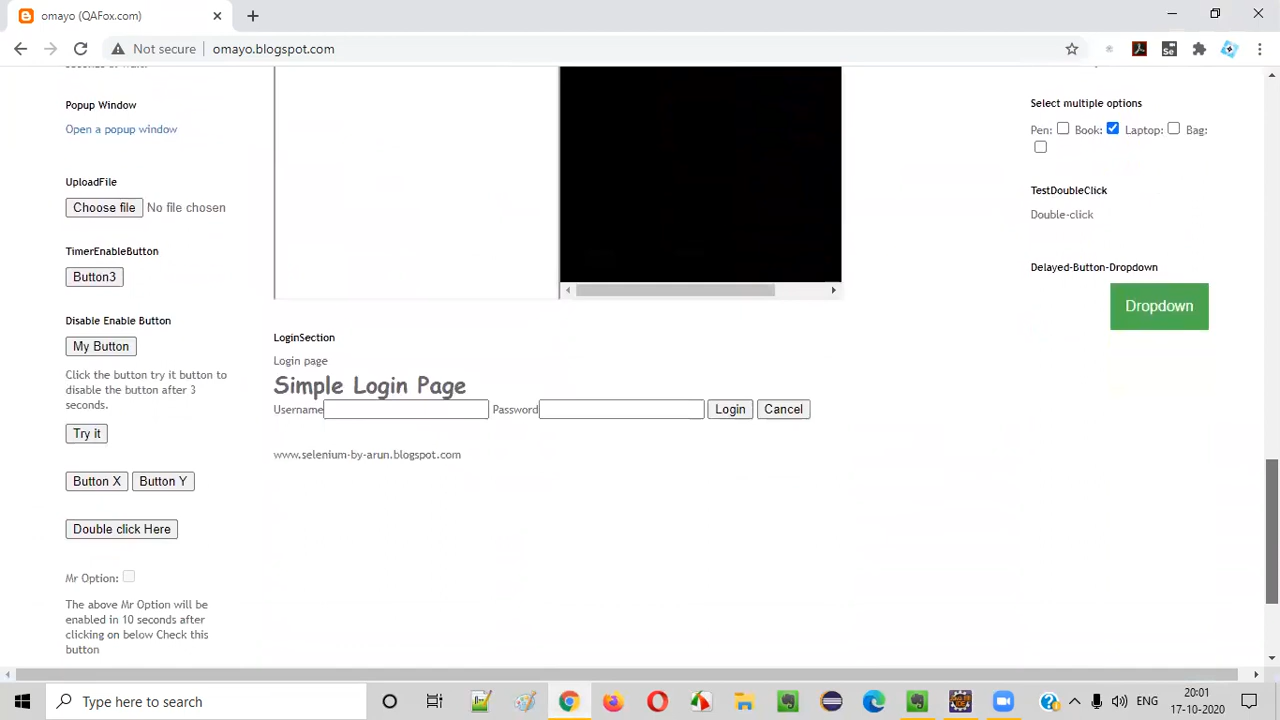 omayo (QAFox.com)
Not secure
omayo.blogspot.com
Popup Window
Open a popup window
UploadFile
Choose file No file chosen
TimerEnableButton
Button3
Disable Enable Button
My Button
Click the button try it button to
disable the button after 3
seconds.
Try it
Button X Button Y
Double click Here
Mr Option:
The above Mr Option will be
enabled in 10 seconds after
clicking on below Check this
button
LoginSection
Login page
Simple Login Page
Username Password Login Cancel
www.selenium-by-arun.blogspot.com
Select multiple options
Pen: Book: Laptop: Bag:
TestDoubleClick
Double-click
Delayed-Button-Dropdown
Dropdown
Type here to search
ENG
20:01
17-10-2020